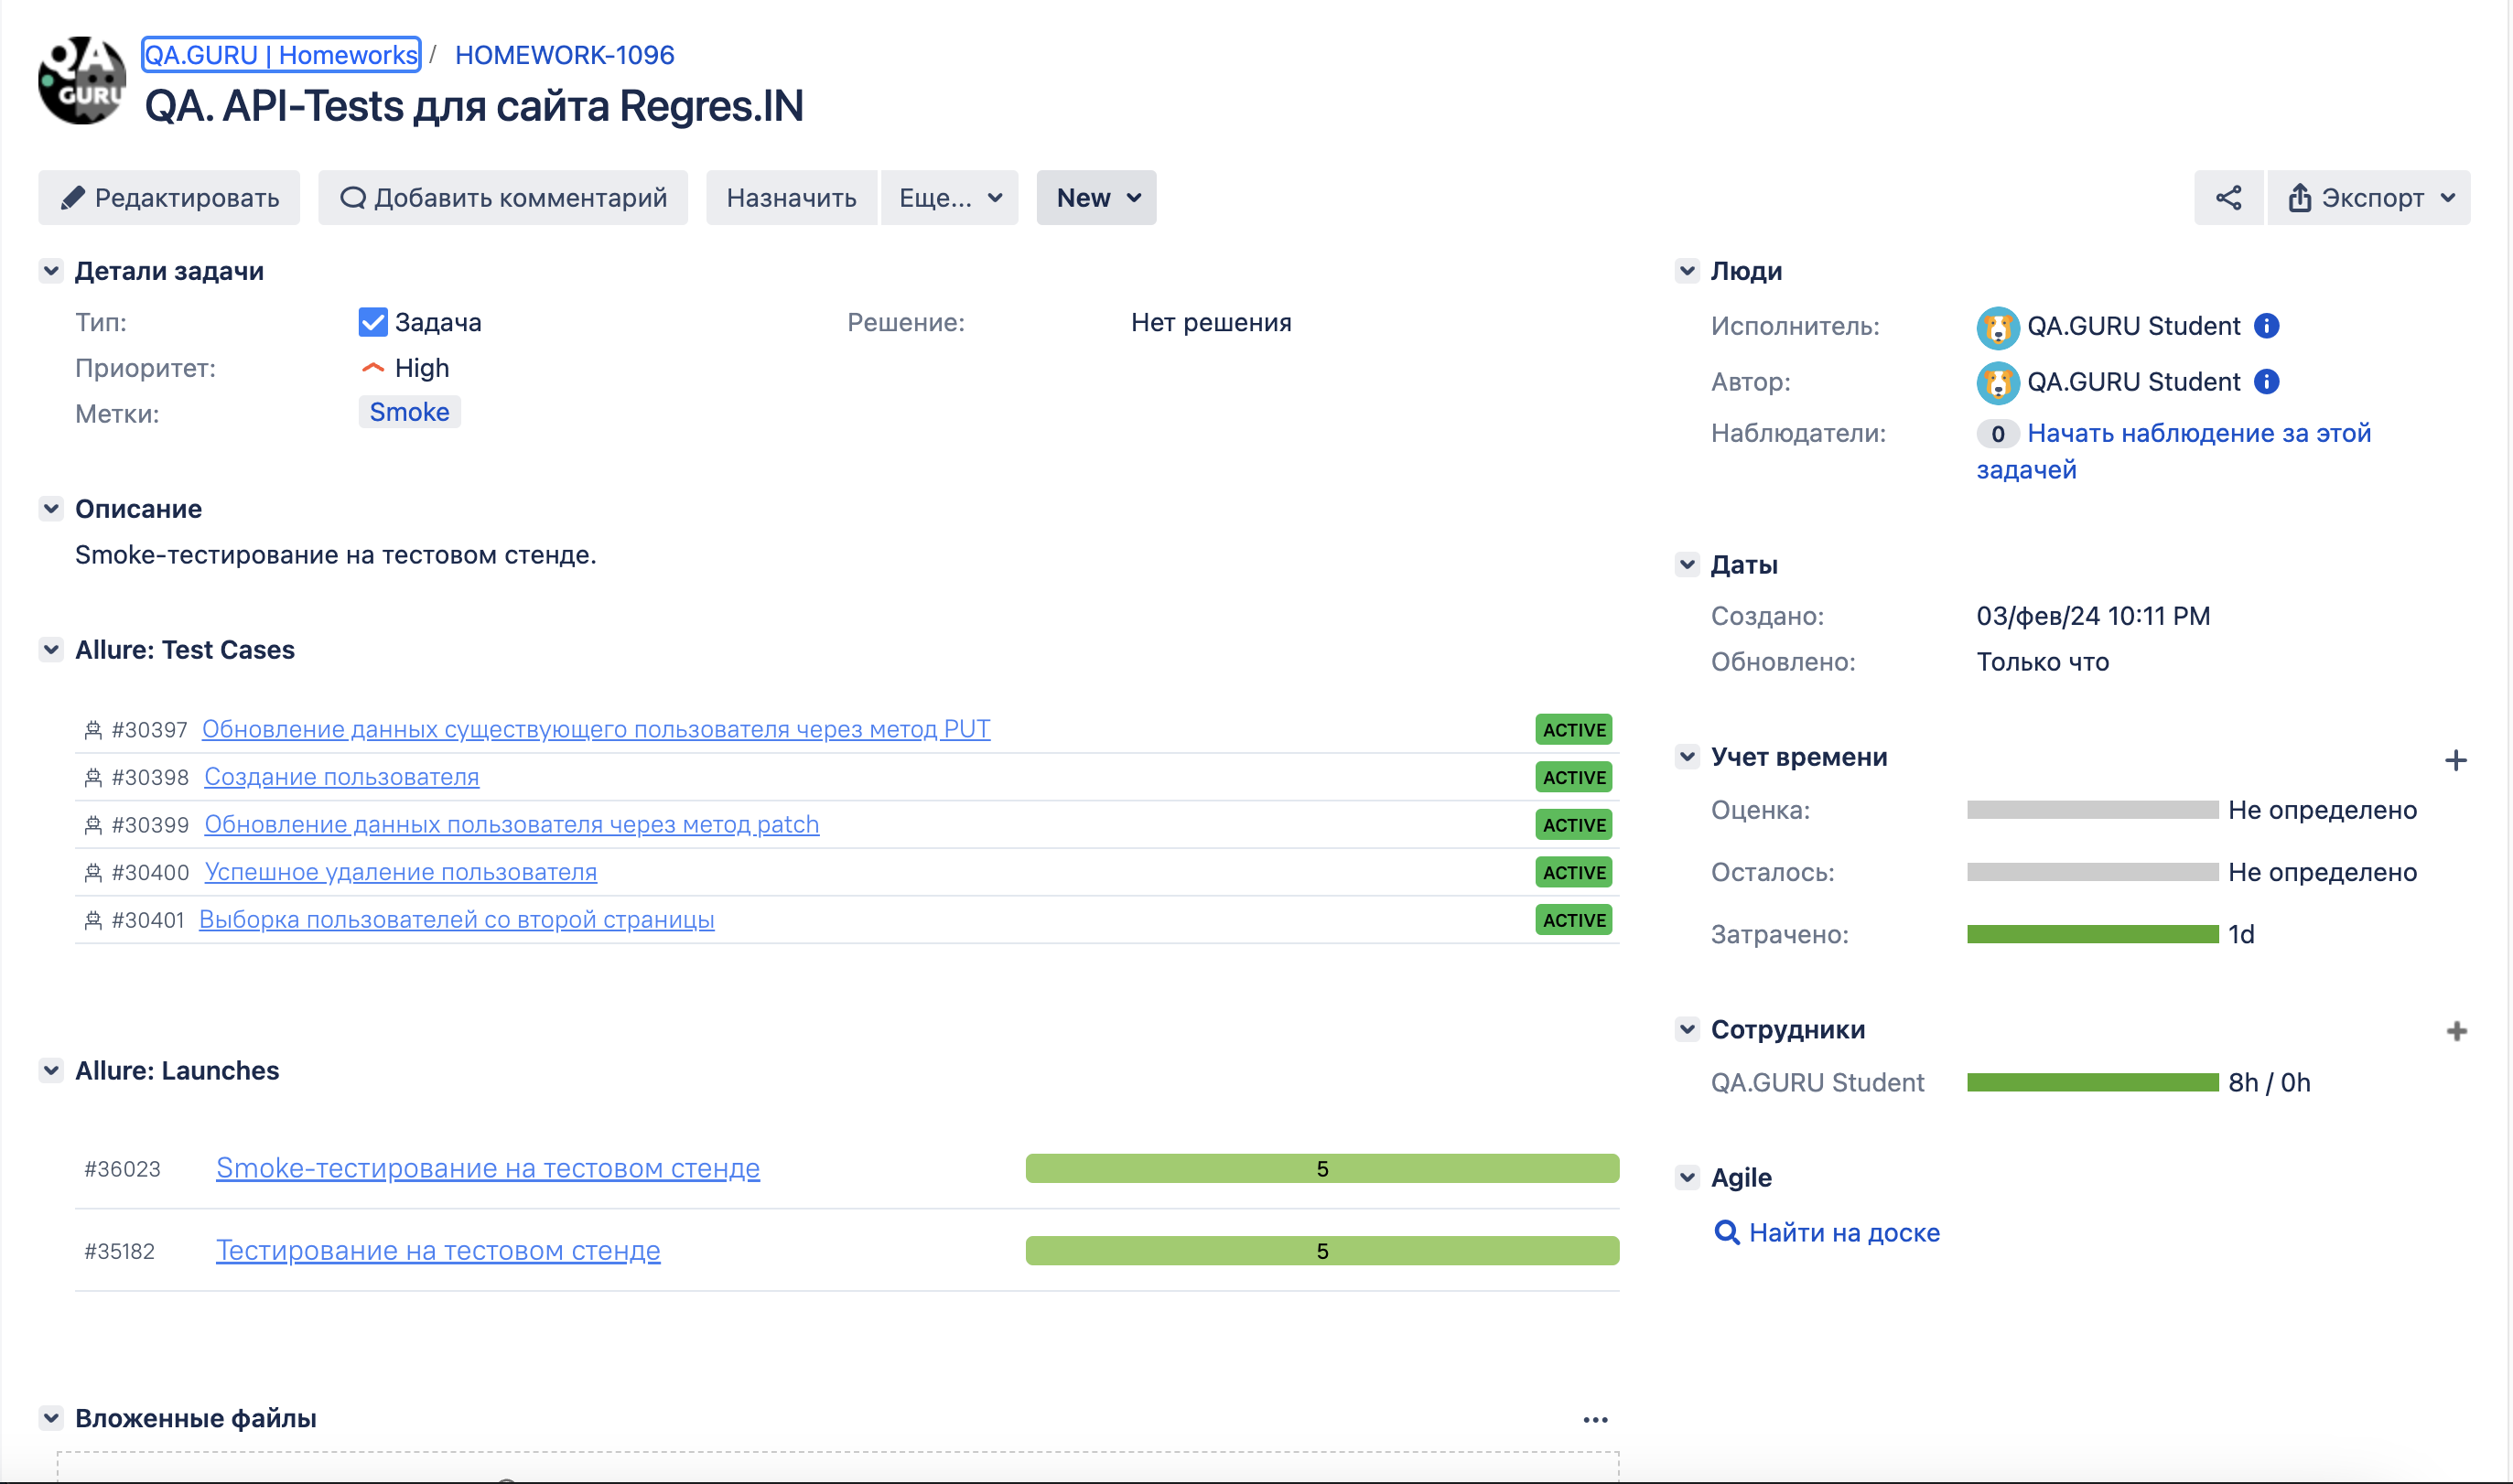 QA
GURU
QA.GURU | Homeworks / HOMEWORK-1096
QA. API-Tests для сайта Regres.IN
Редактировать Добавить комментарий Назначить Еще... New Экспорт
Детали задачи
Тип: Задача Решение: Нет решения
Приоритет: High
Метки: Smoke
Описание
Smoke-тестирование на тестовом стенде.
Allure: Test Cases
#30397 Обновление данных существующего пользователя через метод PUT ACTIVE
#30398 Создание пользователя ACTIVE
#30399 Обновление данных пользователя через метод patch ACTIVE
#30400 Успешное удаление пользователя ACTIVE
#30401 Выборка пользователей со второй страницы ACTIVE
Allure: Launches
#36023 Smoke-тестирование на тестовом стенде 5
#35182 Тестирование на тестовом стенде 5
Вложенные файлы
Люди
Исполнитель: QA.GURU Student
Автор: QA.GURU Student
Наблюдатели: 0 Начать наблюдение за этой
задачей
Даты
Создано: 03/фев/24 10:11 PM
Обновлено: Только что
Учет времени
Оценка: Не определено
Осталось: Не определено
Затрачено: 1d
Сотрудники
QA.GURU Student 8h / 0h
Agile
Найти на доске